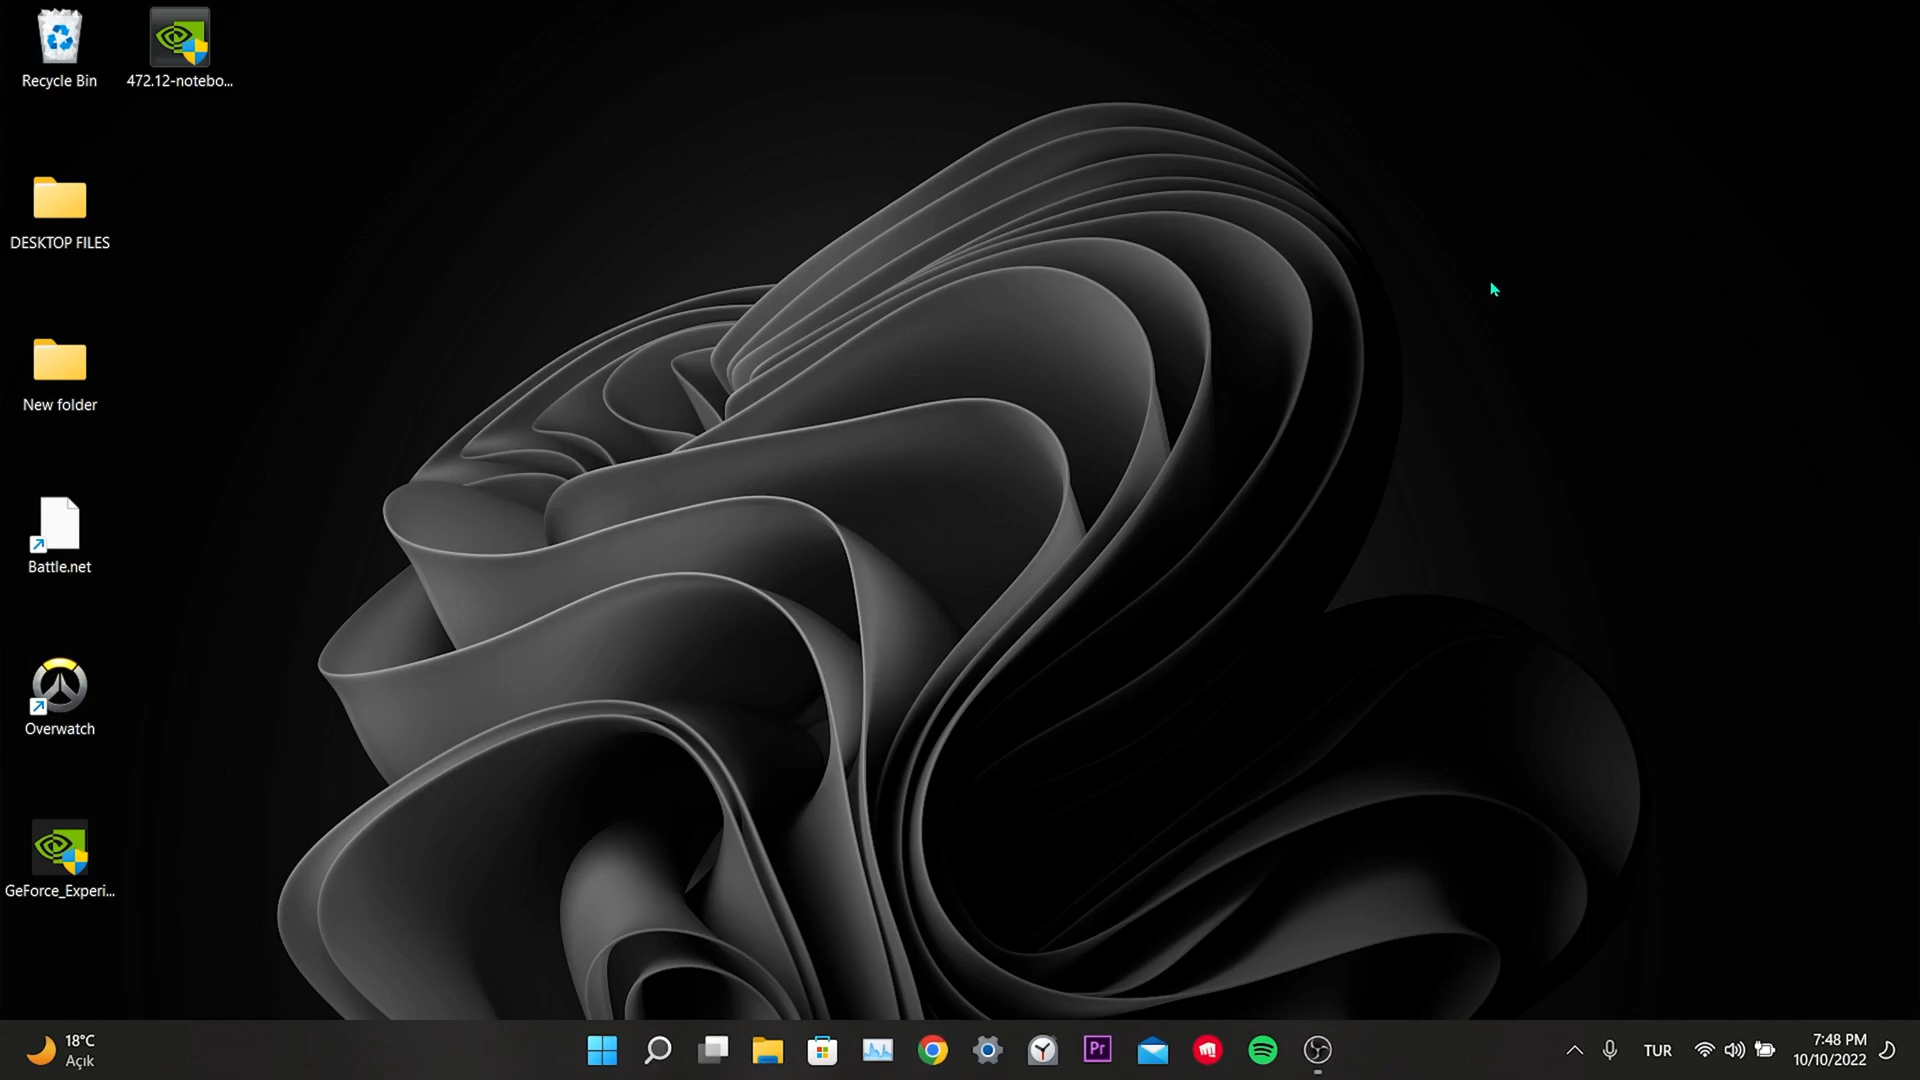 Recycle Bin
472.12-notebo...
DESKTOP FILES
New folder
Battle.net
Overwatch
GeForce_Experi...
18°C
Açık
Pr
TUR
7:48 PM
10/10/2022